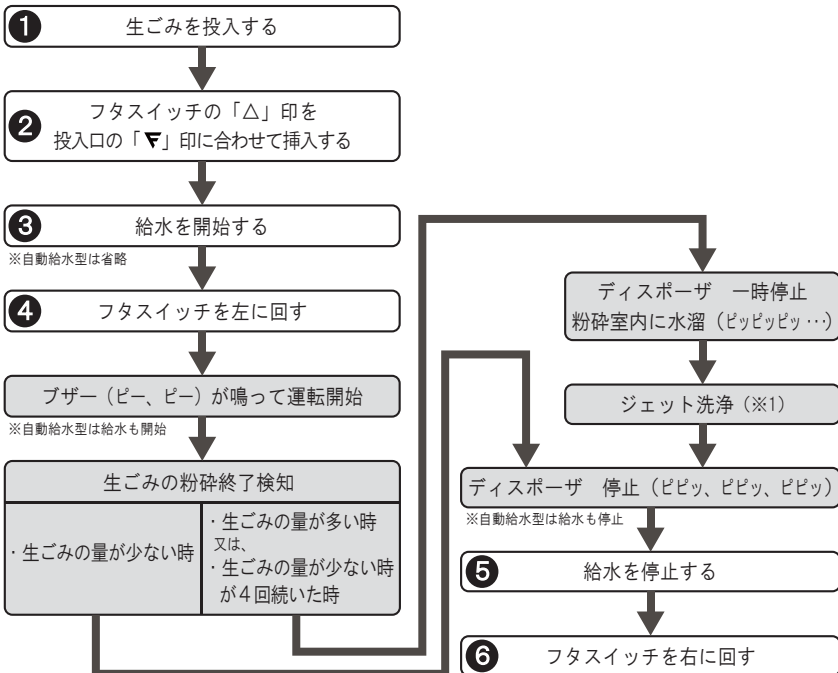 ❶ 生ごみを投入する
❷ フタスイッチの「△」印を
投入口の「▼」印に合わせて挿入する
❸ 給水を開始する
※自動給水型は省略
❹ フタスイッチを左に回す
ブザー（ピー、ピー）が鳴って運転開始
※自動給水型は給水も開始
生ごみの粉砕終了検知
・生ごみの量が少ない時
・生ごみの量が多い時
又は、
・生ごみの量が少ない時
が４回続いた時
ディスポーザ　一時停止
粉砕室内に水溜（ピッピッピッ…）
ジェット洗浄（※1）
ディスポーザ　停止（ピピッ、ピピッ、ピピッ）
※自動給水型は給水も停止
❺ 給水を停止する
❻ フタスイッチを右に回す